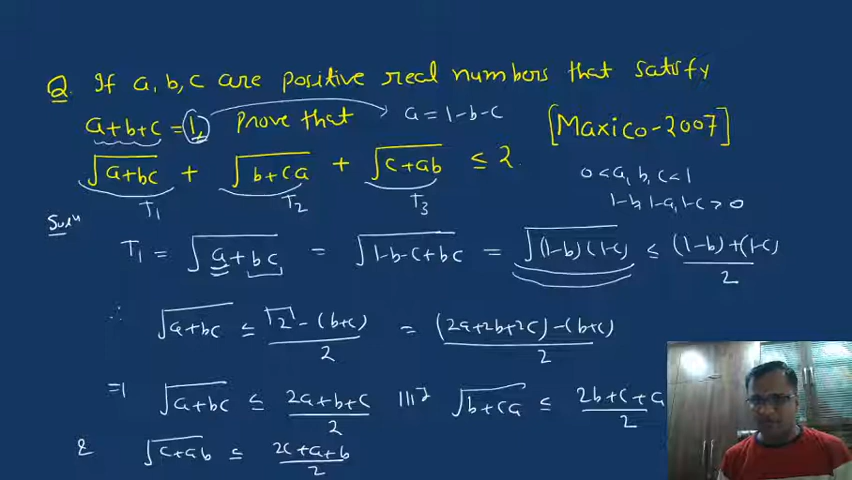 Q. If a, b, c are positive real numbers that satisfy
a+b+c = 1, Prove that → a = 1-b-c [Maxico-2007]
√(a+bc) + √(b+ca) + √(c+ab) ≤ 2.
0 < a, b, c < 1
T₁ T₂ T₃
1-b, 1-a, 1-c > 0
Solⁿ
T₁ = √(a+bc) = √(1-b-c+bc) = √((1-b)(1-c)) ≤ ((1-b)+(1-c))/2
∴ √(a+bc) ≤ (2-(b+c))/2 = ((2a+2b+2c)-(b+c))/2
⇒ √(a+bc) ≤ (2a+b+c)/2 |||ly √(b+ca) ≤ (2b+c+a)/2
& √(c+ab) ≤ (2c+a+b)/2